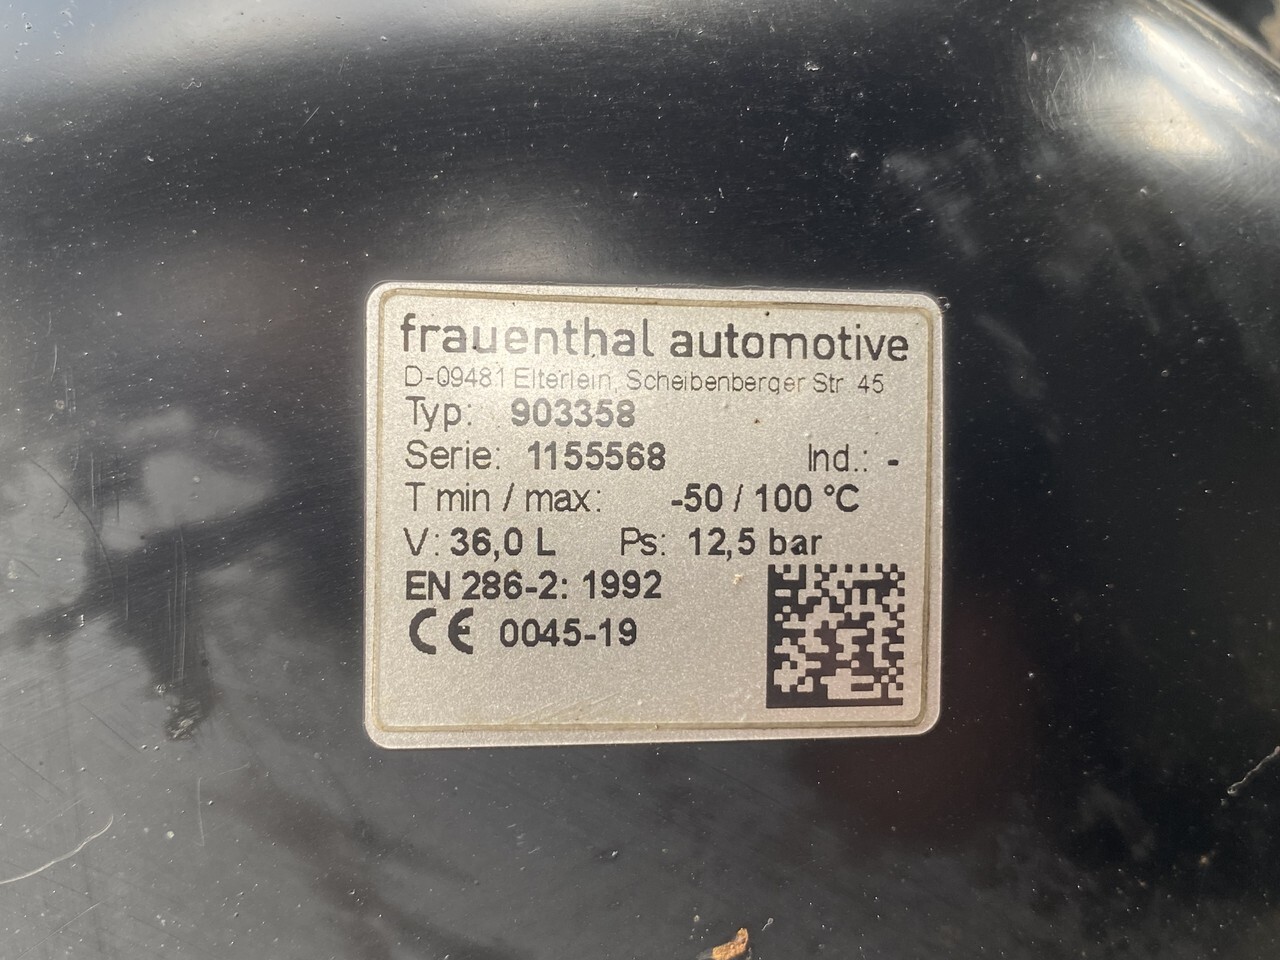 frauenthal automotive
D-09481 Elterlein, Scheibenberger Str. 45
Typ: 903358
Serie: 1155568 Ind.: -
T min / max: -50 / 100 °C
V: 36,0 L Ps: 12,5 bar
EN 286-2: 1992
CE 0045-19